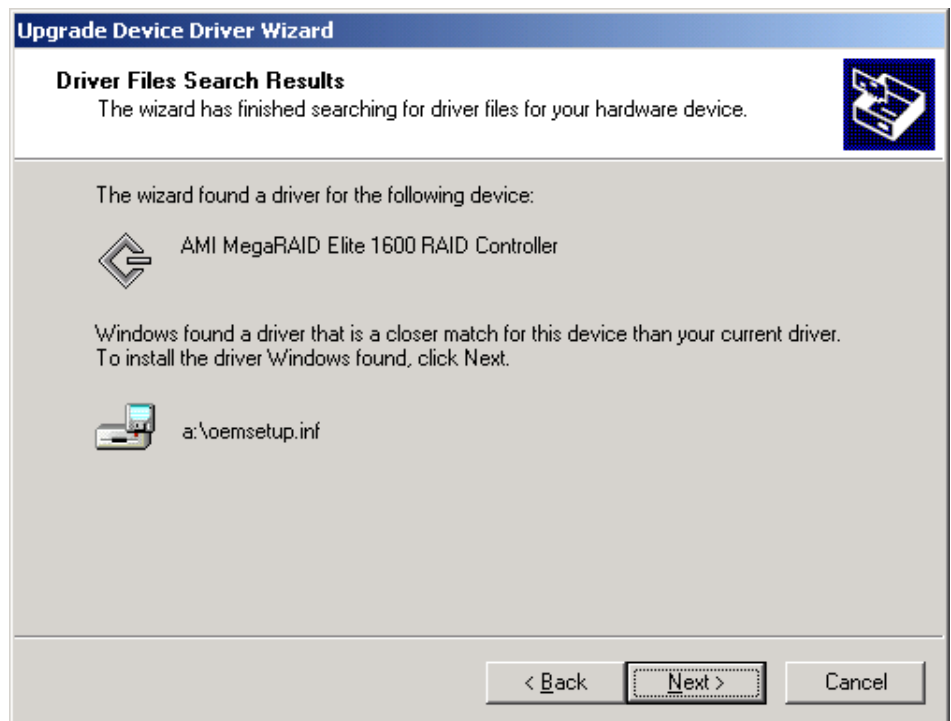 Upgrade Device Driver Wizard
Driver Files Search Results
The wizard has finished searching for driver files for your hardware device.
The wizard found a driver for the following device:
AMI MegaRAID Elite 1600 RAID Controller
Windows found a driver that is a closer match for this device than your current driver.
To install the driver Windows found, click Next.
a:\oemsetup.inf
< Back Next > Cancel